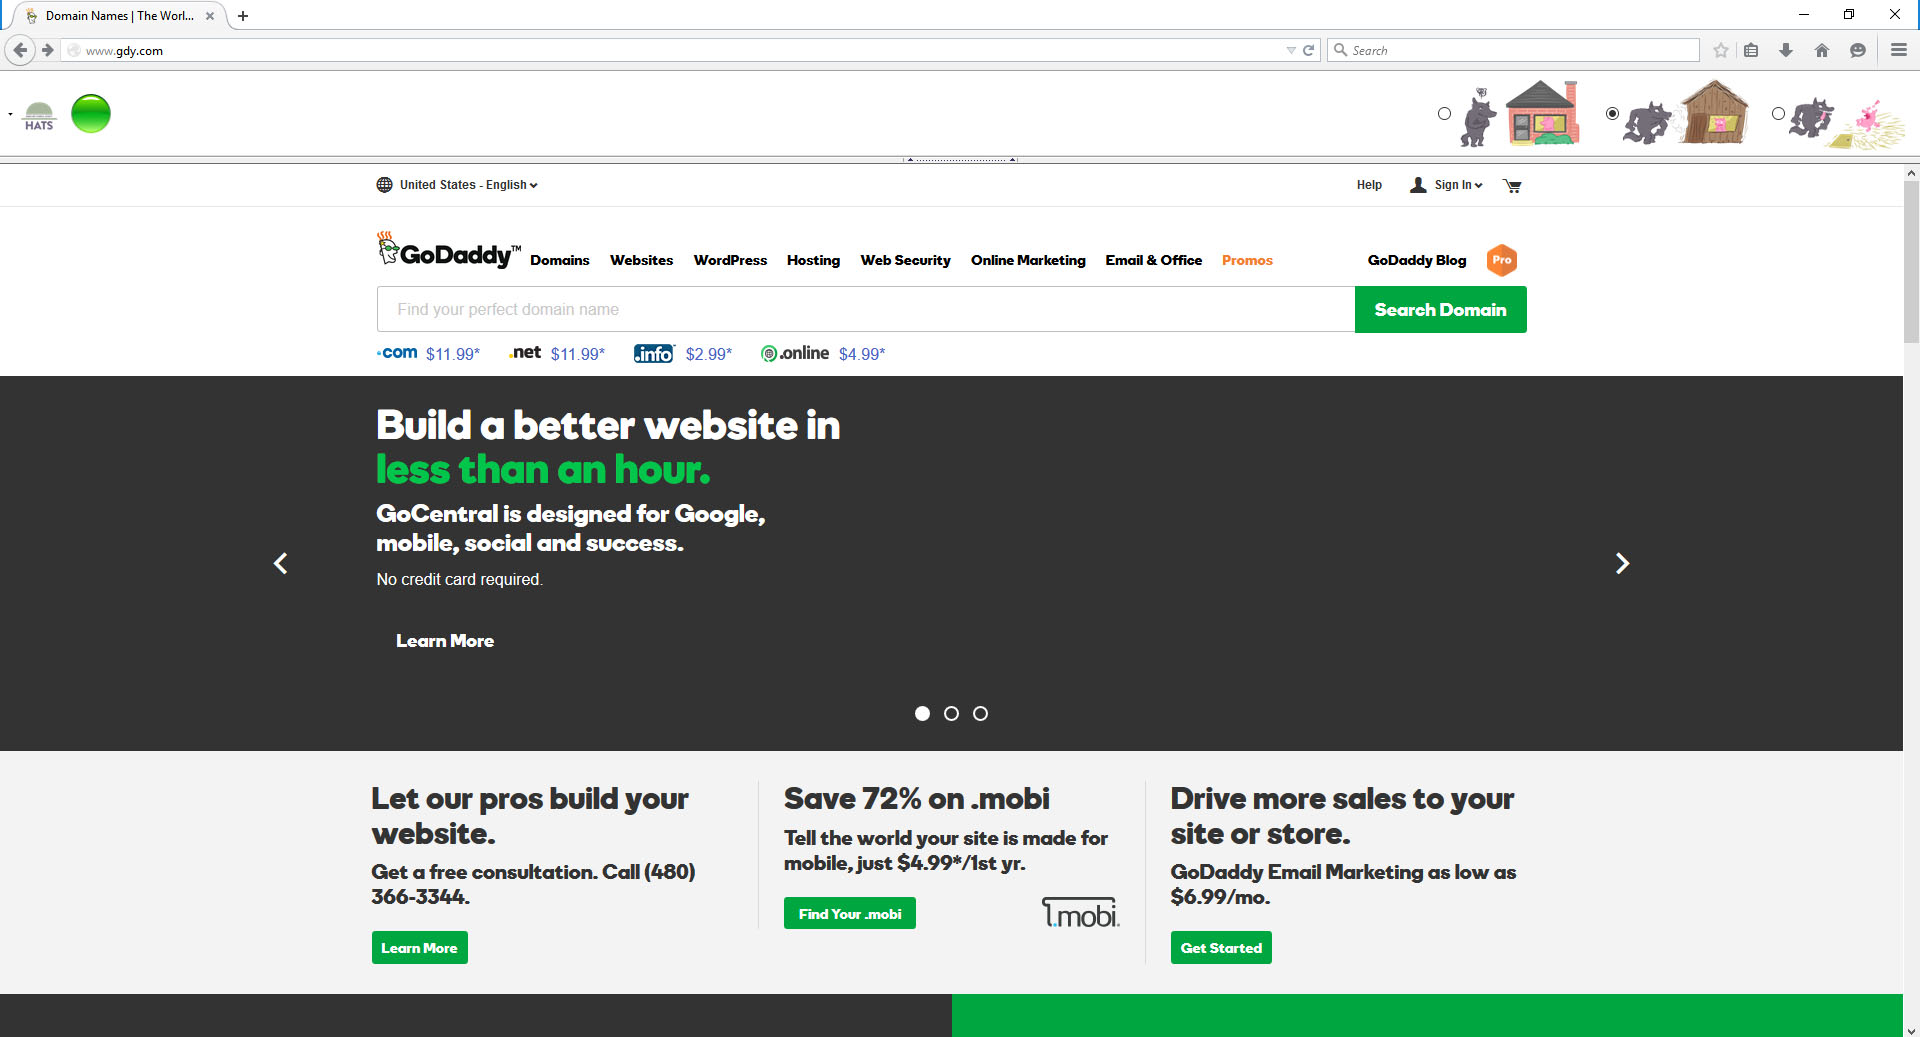 Domain Names | The Worl...
www.gdy.com
Search
HATS
United States - English
Help
Sign In
GoDaddy™
Domains
Websites
WordPress
Hosting
Web Security
Online Marketing
Email & Office
Promos
GoDaddy Blog
Pro
Find your perfect domain name
Search Domain
.com $11.99*
.net $11.99*
.info $2.99*
.online $4.99*
Build a better website in
less than an hour.
GoCentral is designed for Google,
mobile, social and success.
No credit card required.
Learn More
Let our pros build your
website.
Get a free consultation. Call (480)
366-3344.
Learn More
Save 72% on .mobi
Tell the world your site is made for
mobile, just $4.99*/1st yr.
Find Your .mobi
.mobi
Drive more sales to your
site or store.
GoDaddy Email Marketing as low as
$6.99/mo.
Get Started